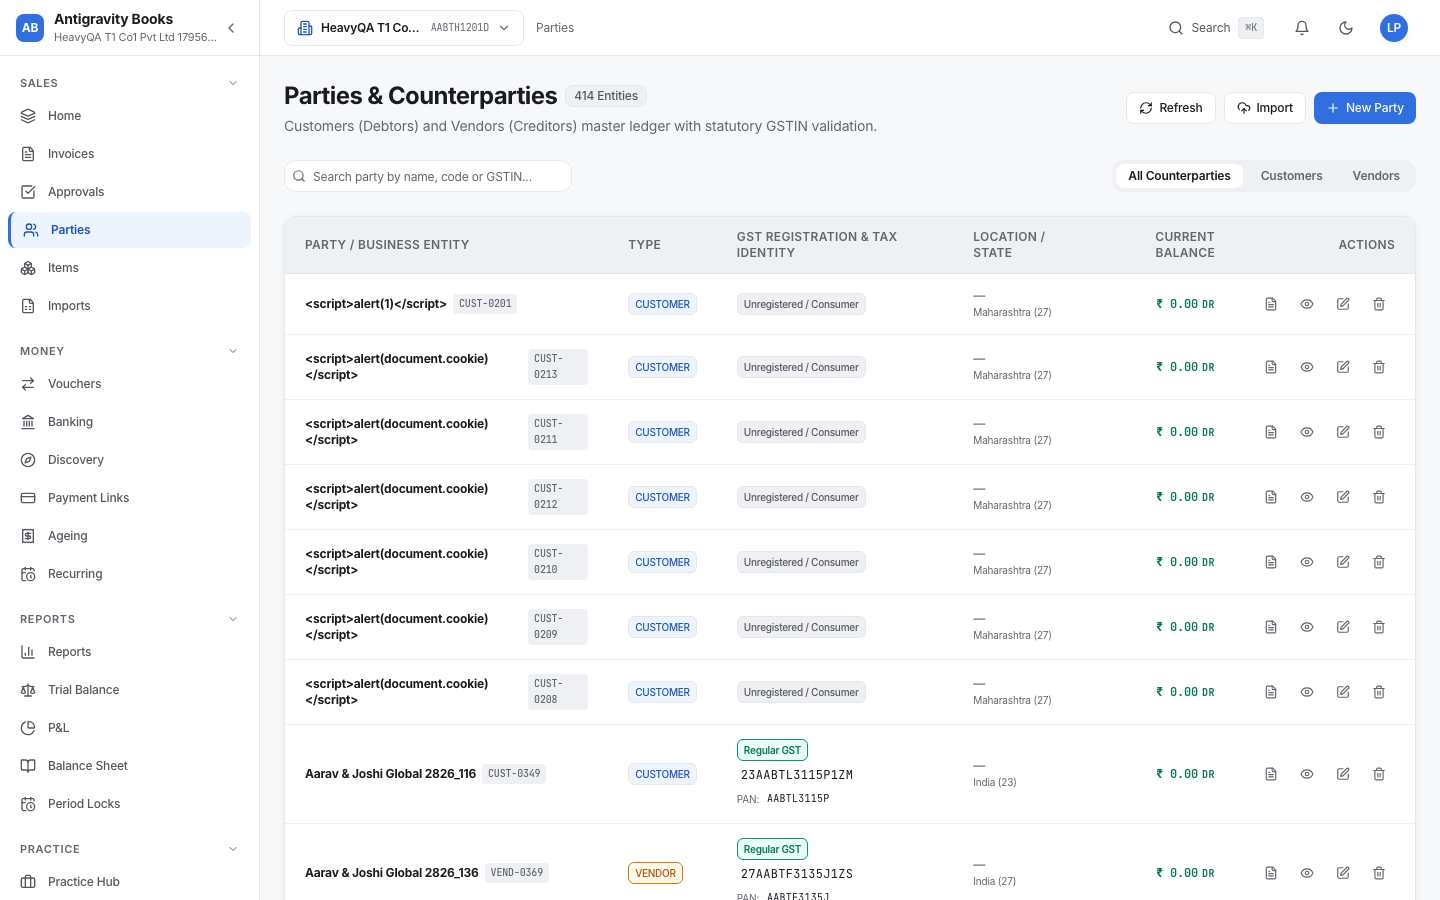 AB
Antigravity Books
HeavyQA T1 Co1 Pvt Ltd 17956...
HeavyQA T1 Co... AABTH1201D
Parties
Search ⌘K
LP
SALES
Home
Invoices
Approvals
Parties
Items
Imports
MONEY
Vouchers
Banking
Discovery
Payment Links
Ageing
Recurring
REPORTS
Reports
Trial Balance
P&L
Balance Sheet
Period Locks
PRACTICE
Practice Hub
Parties & Counterparties 414 Entities
Customers (Debtors) and Vendors (Creditors) master ledger with statutory GSTIN validation.
Refresh Import New Party
Search party by name, code or GSTIN...
All Counterparties Customers Vendors
PARTY / BUSINESS ENTITY TYPE GST REGISTRATION & TAX IDENTITY LOCATION / STATE CURRENT BALANCE ACTIONS
<script>alert(1)</script> CUST-0201 CUSTOMER Unregistered / Consumer — ₹ 0.00 DR
Maharashtra (27)
<script>alert(document.cookie) CUST-
</script> 0213 CUSTOMER Unregistered / Consumer — ₹ 0.00 DR
Maharashtra (27)
<script>alert(document.cookie) CUST-
</script> 0211 CUSTOMER Unregistered / Consumer — ₹ 0.00 DR
Maharashtra (27)
<script>alert(document.cookie) CUST-
</script> 0212 CUSTOMER Unregistered / Consumer — ₹ 0.00 DR
Maharashtra (27)
<script>alert(document.cookie) CUST-
</script> 0210 CUSTOMER Unregistered / Consumer — ₹ 0.00 DR
Maharashtra (27)
<script>alert(document.cookie) CUST-
</script> 0209 CUSTOMER Unregistered / Consumer — ₹ 0.00 DR
Maharashtra (27)
<script>alert(document.cookie) CUST-
</script> 0208 CUSTOMER Unregistered / Consumer — ₹ 0.00 DR
Maharashtra (27)
Aarav & Joshi Global 2826_116 CUST-0349 CUSTOMER Regular GST
23AABTL3115P1ZM
PAN: AABTL3115P
—
India (23)
₹ 0.00 DR
Aarav & Joshi Global 2826_136 VEND-0369 VENDOR Regular GST
27AABTF3135J1ZS
PAN: AABTF3135J
—
India (27)
₹ 0.00 DR